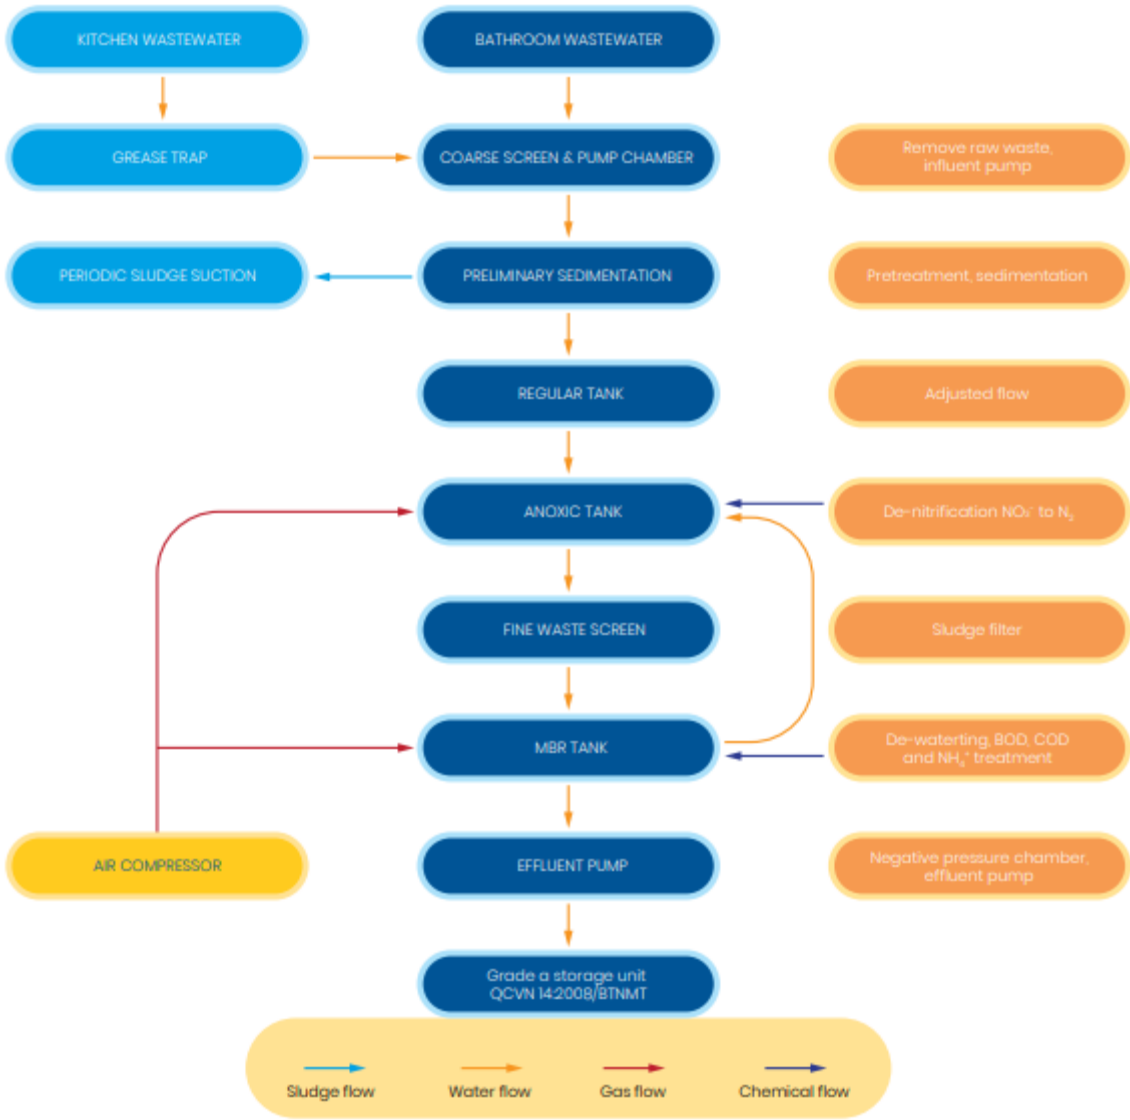 KITCHEN WASTEWATER
BATHROOM WASTEWATER
GREASE TRAP
COARSE SCREEN & PUMP CHAMBER
Remove raw waste,
influent pump
PERIODIC SLUDGE SUCTION
PRELIMINARY SEDIMENTATION
Pretreatment, sedimentation
REGULAR TANK
Adjusted flow
ANOXIC TANK
De-nitrification to N₂
FINE WASTE SCREEN
Sludge filter
MBR TANK
De-waterting, BOD, COD
and NH₄⁺ treatment
AIR COMPRESSOR
EFFLUENT PUMP
Negative pressure chamber,
effluent pump
Grade a storage unit
QCVN 14:2008/BTNMT
Sludge flow
Water flow
Gas flow
Chemical flow